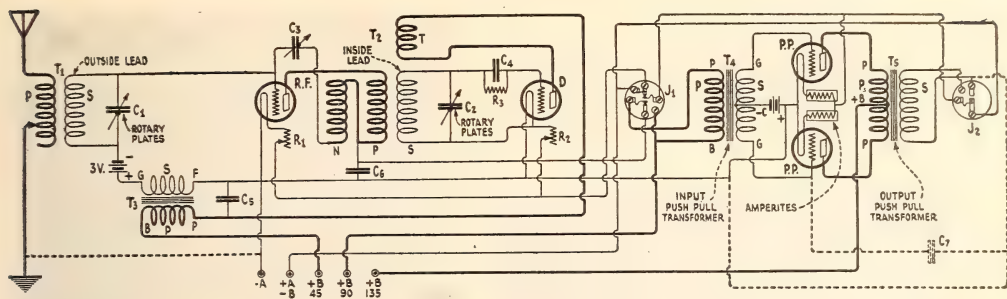 T1
OUTSIDE LEAD
P
S
C1
ROTARY PLATES
3V.
-
+
G
S
F
T3
B
P
P
C5
C3
R.F.
R1
N
P
C6
INSIDE LEAD
T2
T
S
C2
ROTARY PLATES
C4
R3
D
R2
J1
P
B
T4
G
S
S
G
-C
+
P.P.
P.P.
INPUT
PUSH PULL
TRANSFORMER
AMPERITES
P
P
+B
P
T5
S
OUTPUT
PUSH PULL
TRANSFORMER
J2
C7
-A
+A
-B
+B
45
+B
90
+B
135